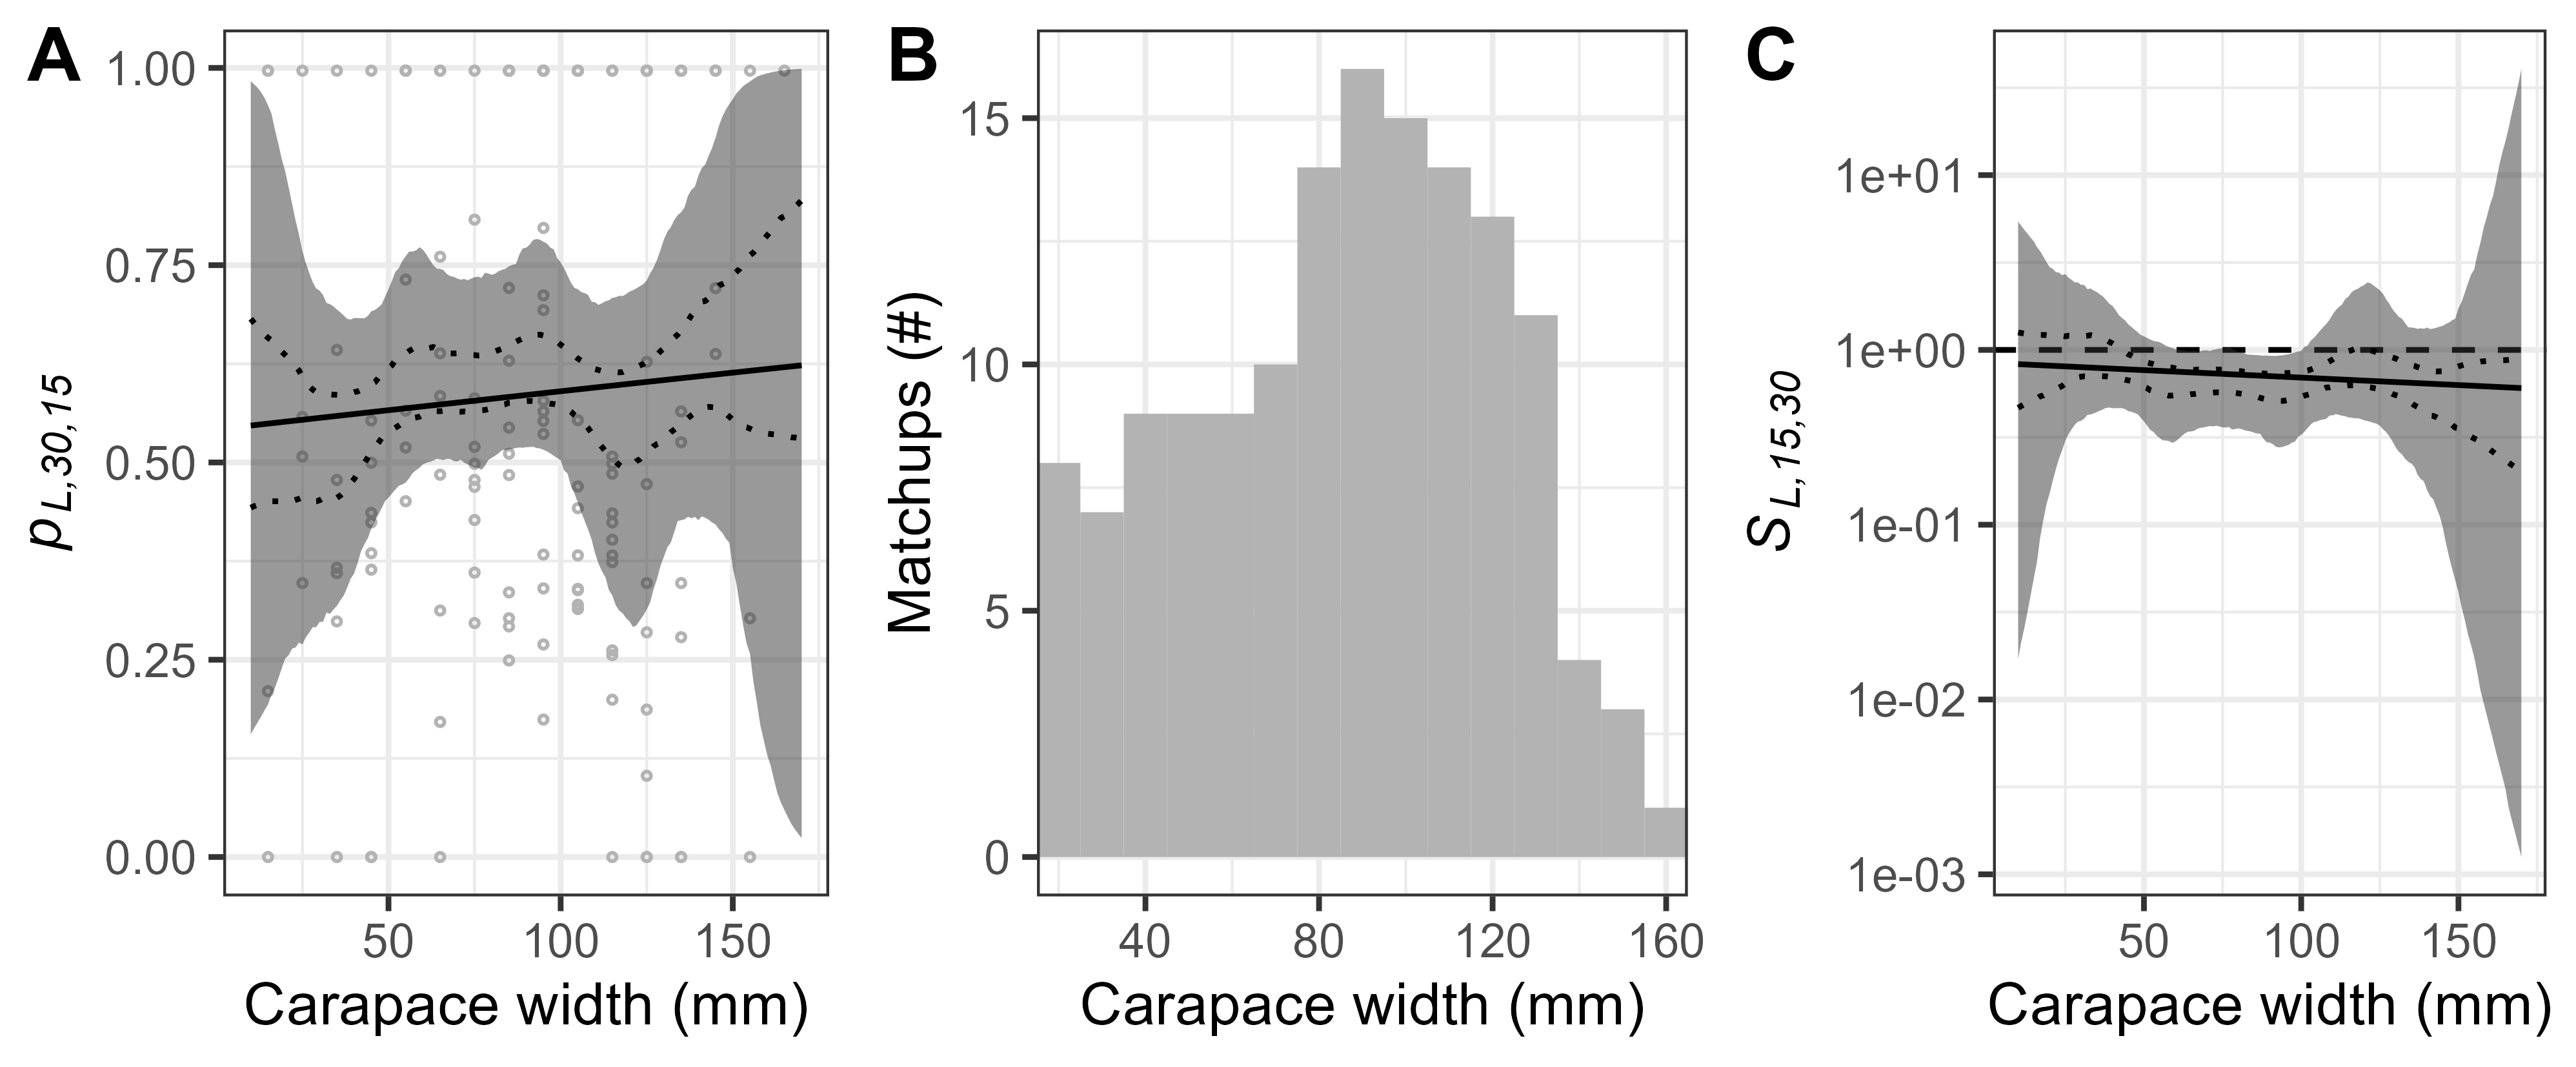 A
1.00
0.75
0.50
0.25
0.00
p L,30,15
50 100 150
Carapace width (mm)
B
15
10
5
0
Matchups (#)
40 80 120 160
Carapace width (mm)
C
1e+01
1e+00
1e-01
1e-02
1e-03
S L,15,30
50 100 150
Carapace width (mm)